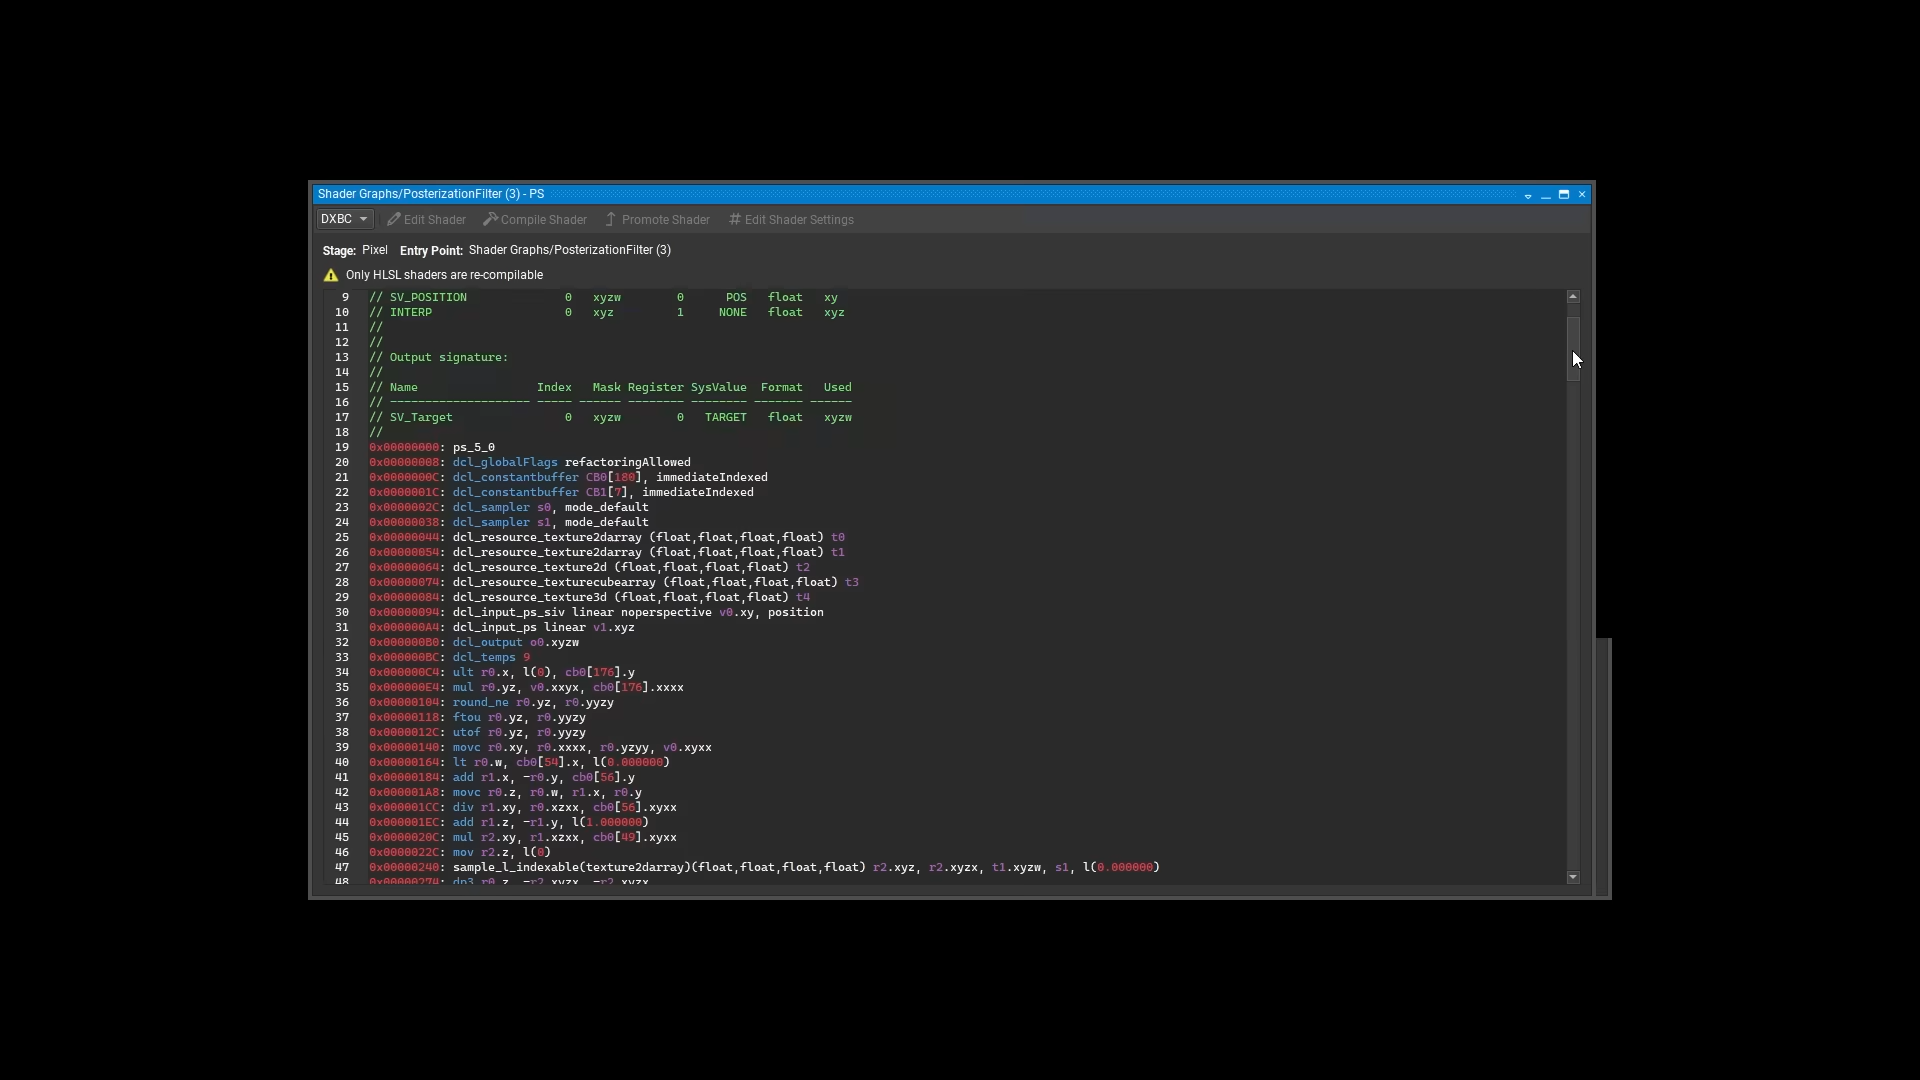 Shader Graphs/PosterizationFilter (3) - PS
DXBC Edit Shader Compile Shader Promote Shader # Edit Shader Settings
Stage: Pixel Entry Point: Shader Graphs/PosterizationFilter (3)
Only HLSL shaders are re-compilable
9 // SV_POSITION 0 xyzw 0 POS float xy
10 // INTERP 0 xyz 1 NONE float xyz
11 //
12 //
13 // Output signature:
14 //
15 // Name Index Mask Register SysValue Format Used
16 // -------------------- ----- ------ -------- -------- ------- ------
17 // SV_Target 0 xyzw 0 TARGET float xyzw
18 //
19 0x00000000: ps_5_0
20 0x00000008: dcl_globalFlags refactoringAllowed
21 0x0000000C: dcl_constantbuffer CB0[180], immediateIndexed
22 0x0000001C: dcl_constantbuffer CB1[7], immediateIndexed
23 0x0000002C: dcl_sampler s0, mode_default
24 0x00000038: dcl_sampler s1, mode_default
25 0x00000044: dcl_resource_texture2darray (float,float,float,float) t0
26 0x00000054: dcl_resource_texture2darray (float,float,float,float) t1
27 0x00000064: dcl_resource_texture2d (float,float,float,float) t2
28 0x00000074: dcl_resource_texturecubearray (float,float,float,float) t3
29 0x00000084: dcl_resource_texture3d (float,float,float,float) t4
30 0x00000094: dcl_input_ps_siv linear noperspective v0.xy, position
31 0x000000A4: dcl_input_ps linear v1.xyz
32 0x000000B0: dcl_output o0.xyzw
33 0x000000BC: dcl_temps 9
34 0x000000C4: ult r0.x, l(0), cb0[176].y
35 0x000000E4: mul r0.yz, v0.xxyx, cb0[176].xxxx
36 0x00000104: round_ne r0.yz, r0.yyzy
37 0x00000118: ftou r0.yz, r0.yyzy
38 0x0000012C: utof r0.yz, r0.yyzy
39 0x00000140: movc r0.xy, r0.xxxx, r0.yzyy, v0.xyxx
40 0x00000164: lt r0.w, cb0[54].x, l(0.000000)
41 0x00000184: add r1.x, -r0.y, cb0[56].y
42 0x000001A8: movc r0.z, r0.w, r1.x, r0.y
43 0x000001CC: div r1.xy, r0.xzxx, cb0[56].xyxx
44 0x000001EC: add r1.z, -r1.y, l(1.000000)
45 0x0000020C: mul r2.xy, r1.xzxx, cb0[49].xyxx
46 0x0000022C: mov r2.z, l(0)
47 0x00000240: sample_l_indexable(texture2darray)(float,float,float,float) r2.xyz, r2.xyzx, t1.xyzw, s1, l(0.000000)
48 0x00000274: dp3 r0.z, -r2.xyzx, -r2.xyzx